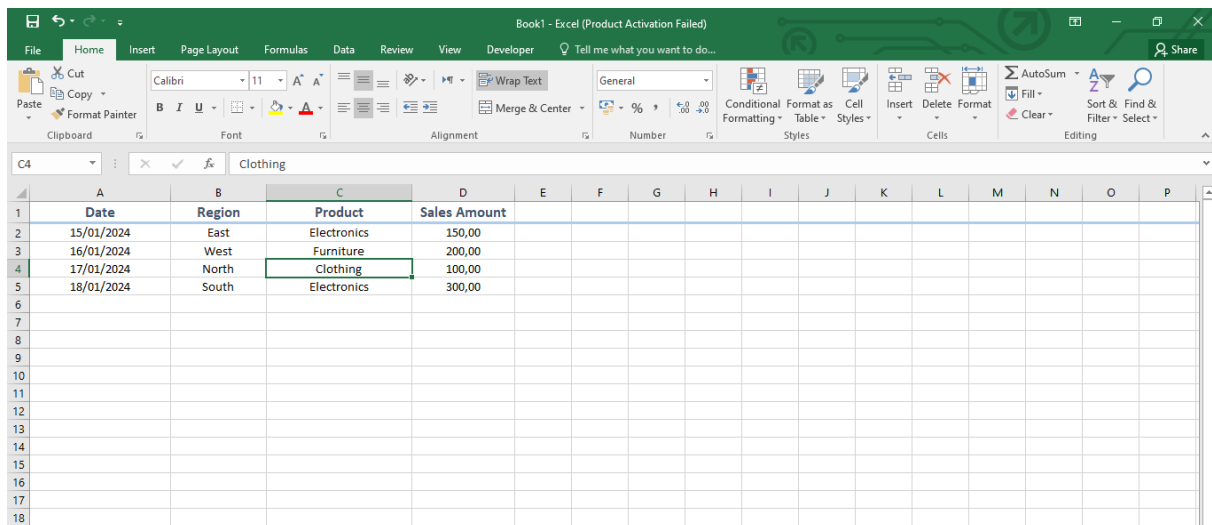 Book1 - Excel (Product Activation Failed)
File Home Insert Page Layout Formulas Data Review View Developer Tell me what you want to do... Share
Paste
Cut
Copy
Format Painter
Clipboard
Calibri 11
B I U
Font
Wrap Text
Merge & Center
Alignment
General
% ,
Number
Conditional Formatting
Format as Table
Cell Styles
Styles
Insert Delete Format
Cells
AutoSum
Fill
Clear
Sort & Filter
Find & Select
Editing
C4 fx Clothing
A B C D E F G H I J K L M N O P
1 Date Region Product Sales Amount
2 15/01/2024 East Electronics 150,00
3 16/01/2024 West Furniture 200,00
4 17/01/2024 North Clothing 100,00
5 18/01/2024 South Electronics 300,00
6
7
8
9
10
11
12
13
14
15
16
17
18